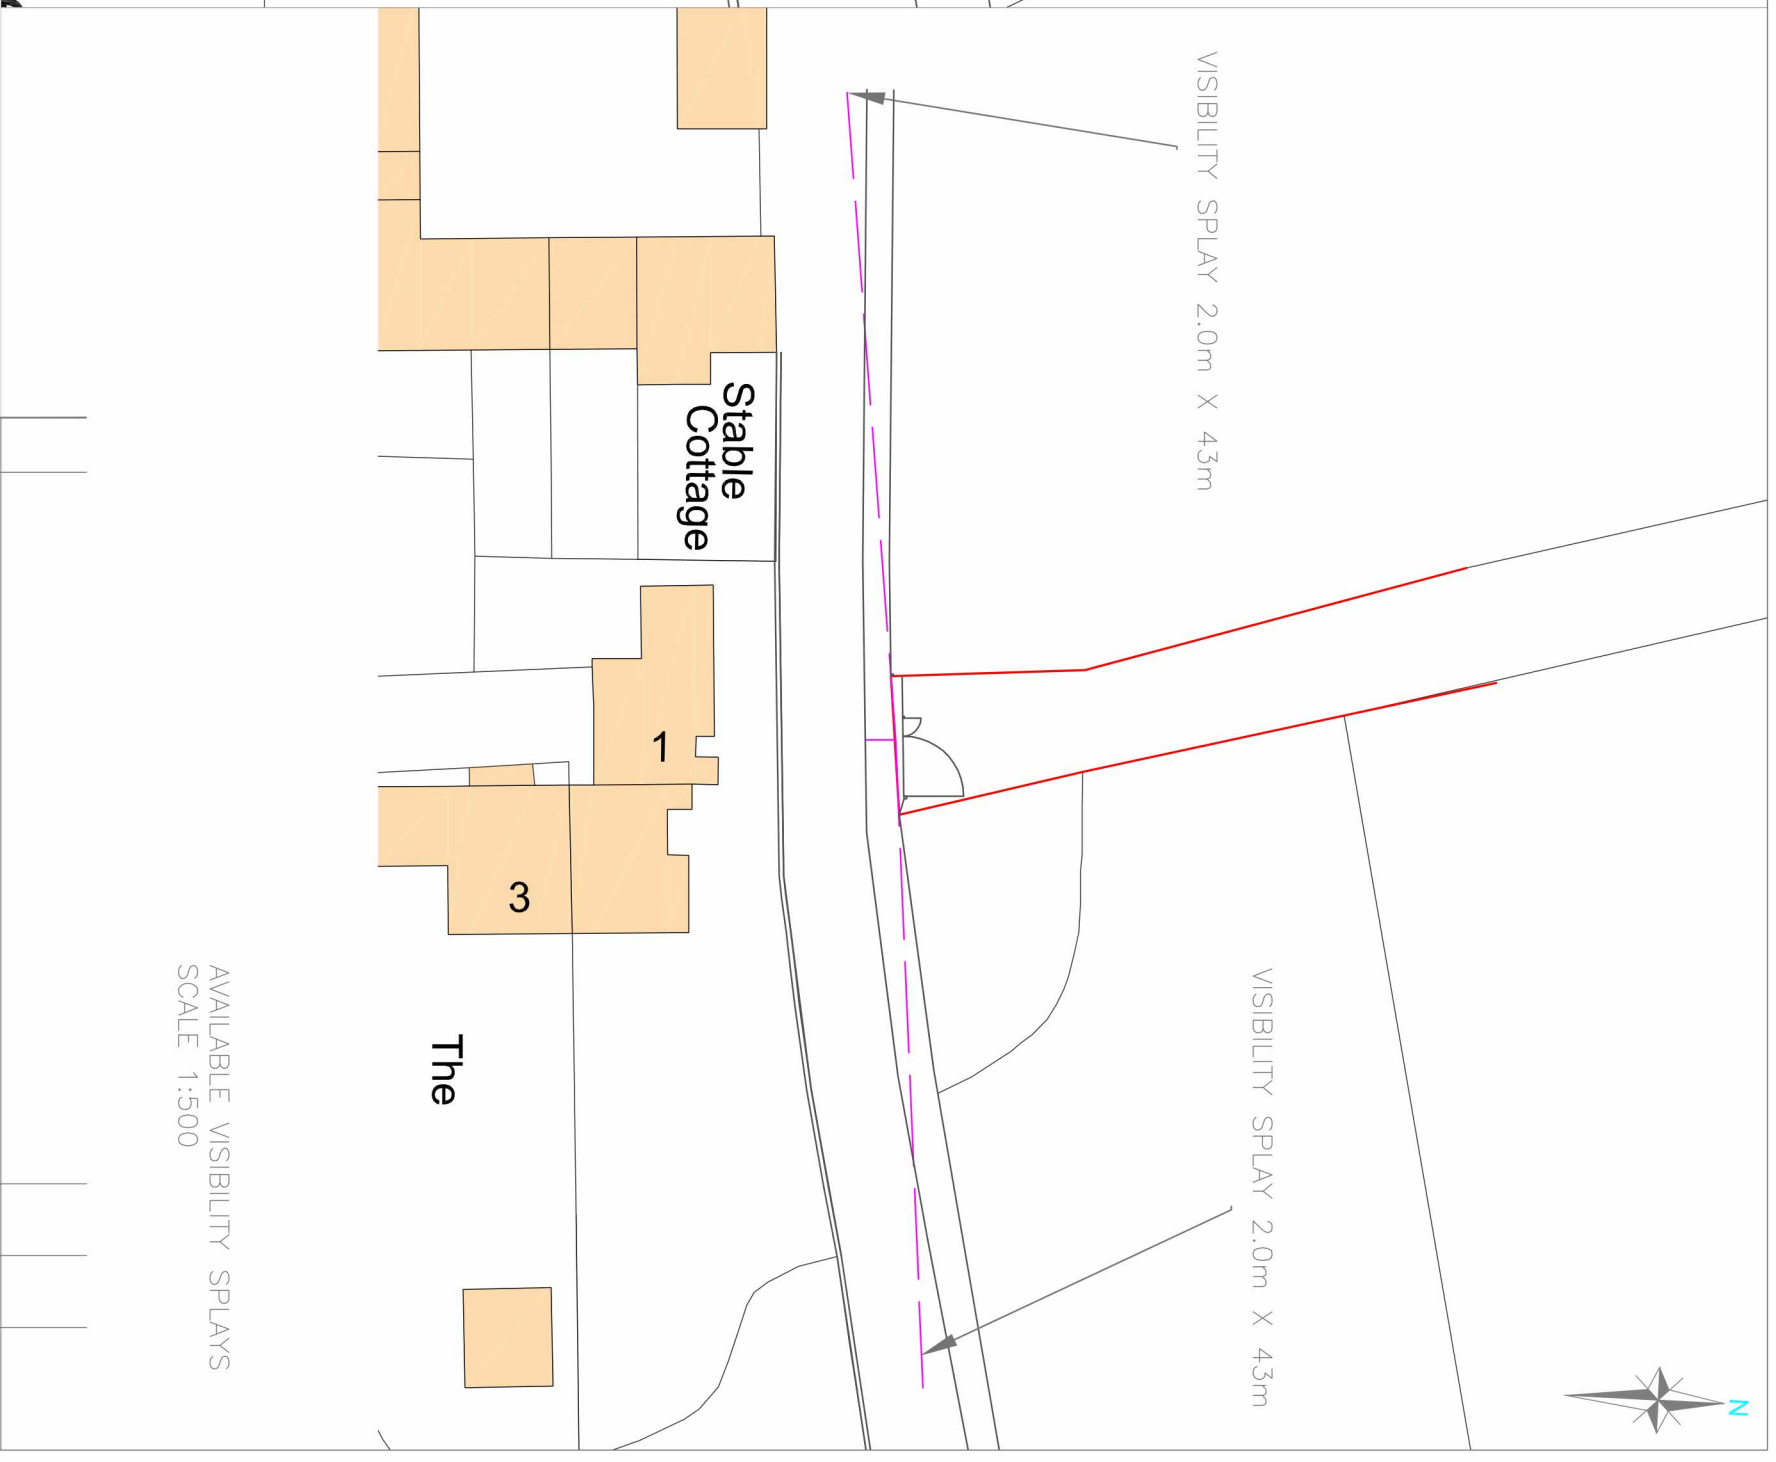 VISIBILITY SPLAY 2.0m X 43m
Stable
Cottage
1
3
The
VISIBILITY SPLAY 2.0m X 43m
AVAILABLE VISIBILITY SPLAYS
SCALE 1:500
N